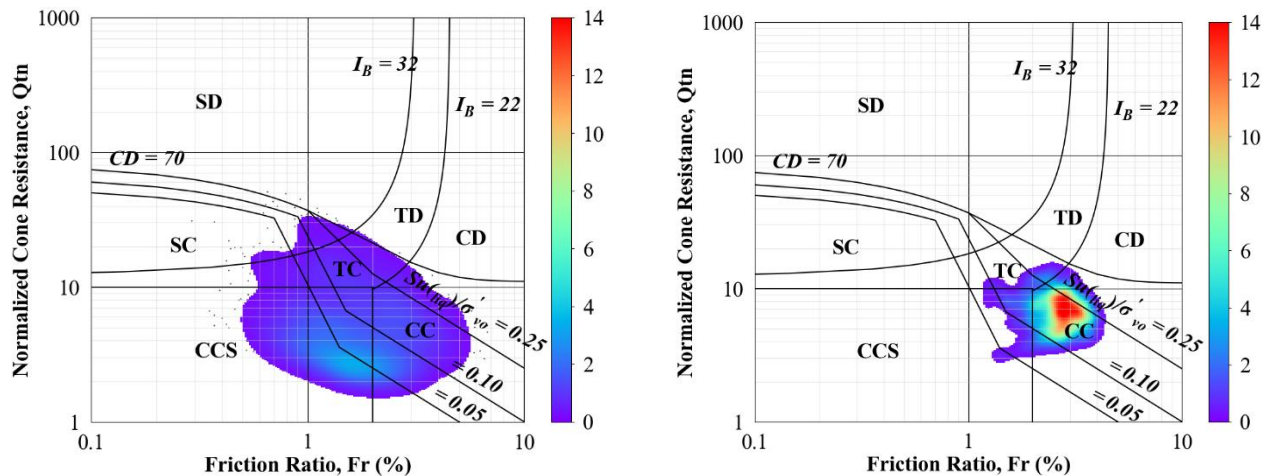 1000
100
10
1
0.1
1
10
Normalized Cone Resistance, Qtn
Friction Ratio, Fr (%)
SD
I_B = 32
I_B = 22
CD = 70
TD
CD
SC
TC
Su(liq)/σ'vo = 0.25
CC
CCS
=0.10
=0.05
14
12
10
8
6
4
2
0
1000
100
10
1
0.1
1
10
Normalized Cone Resistance, Qtn
Friction Ratio, Fr (%)
SD
I_B = 32
I_B = 22
CD = 70
TD
CD
SC
TC
Su(liq)/σ'vo = 0.25
CC
CCS
=0.10
=0.05
14
12
10
8
6
4
2
0